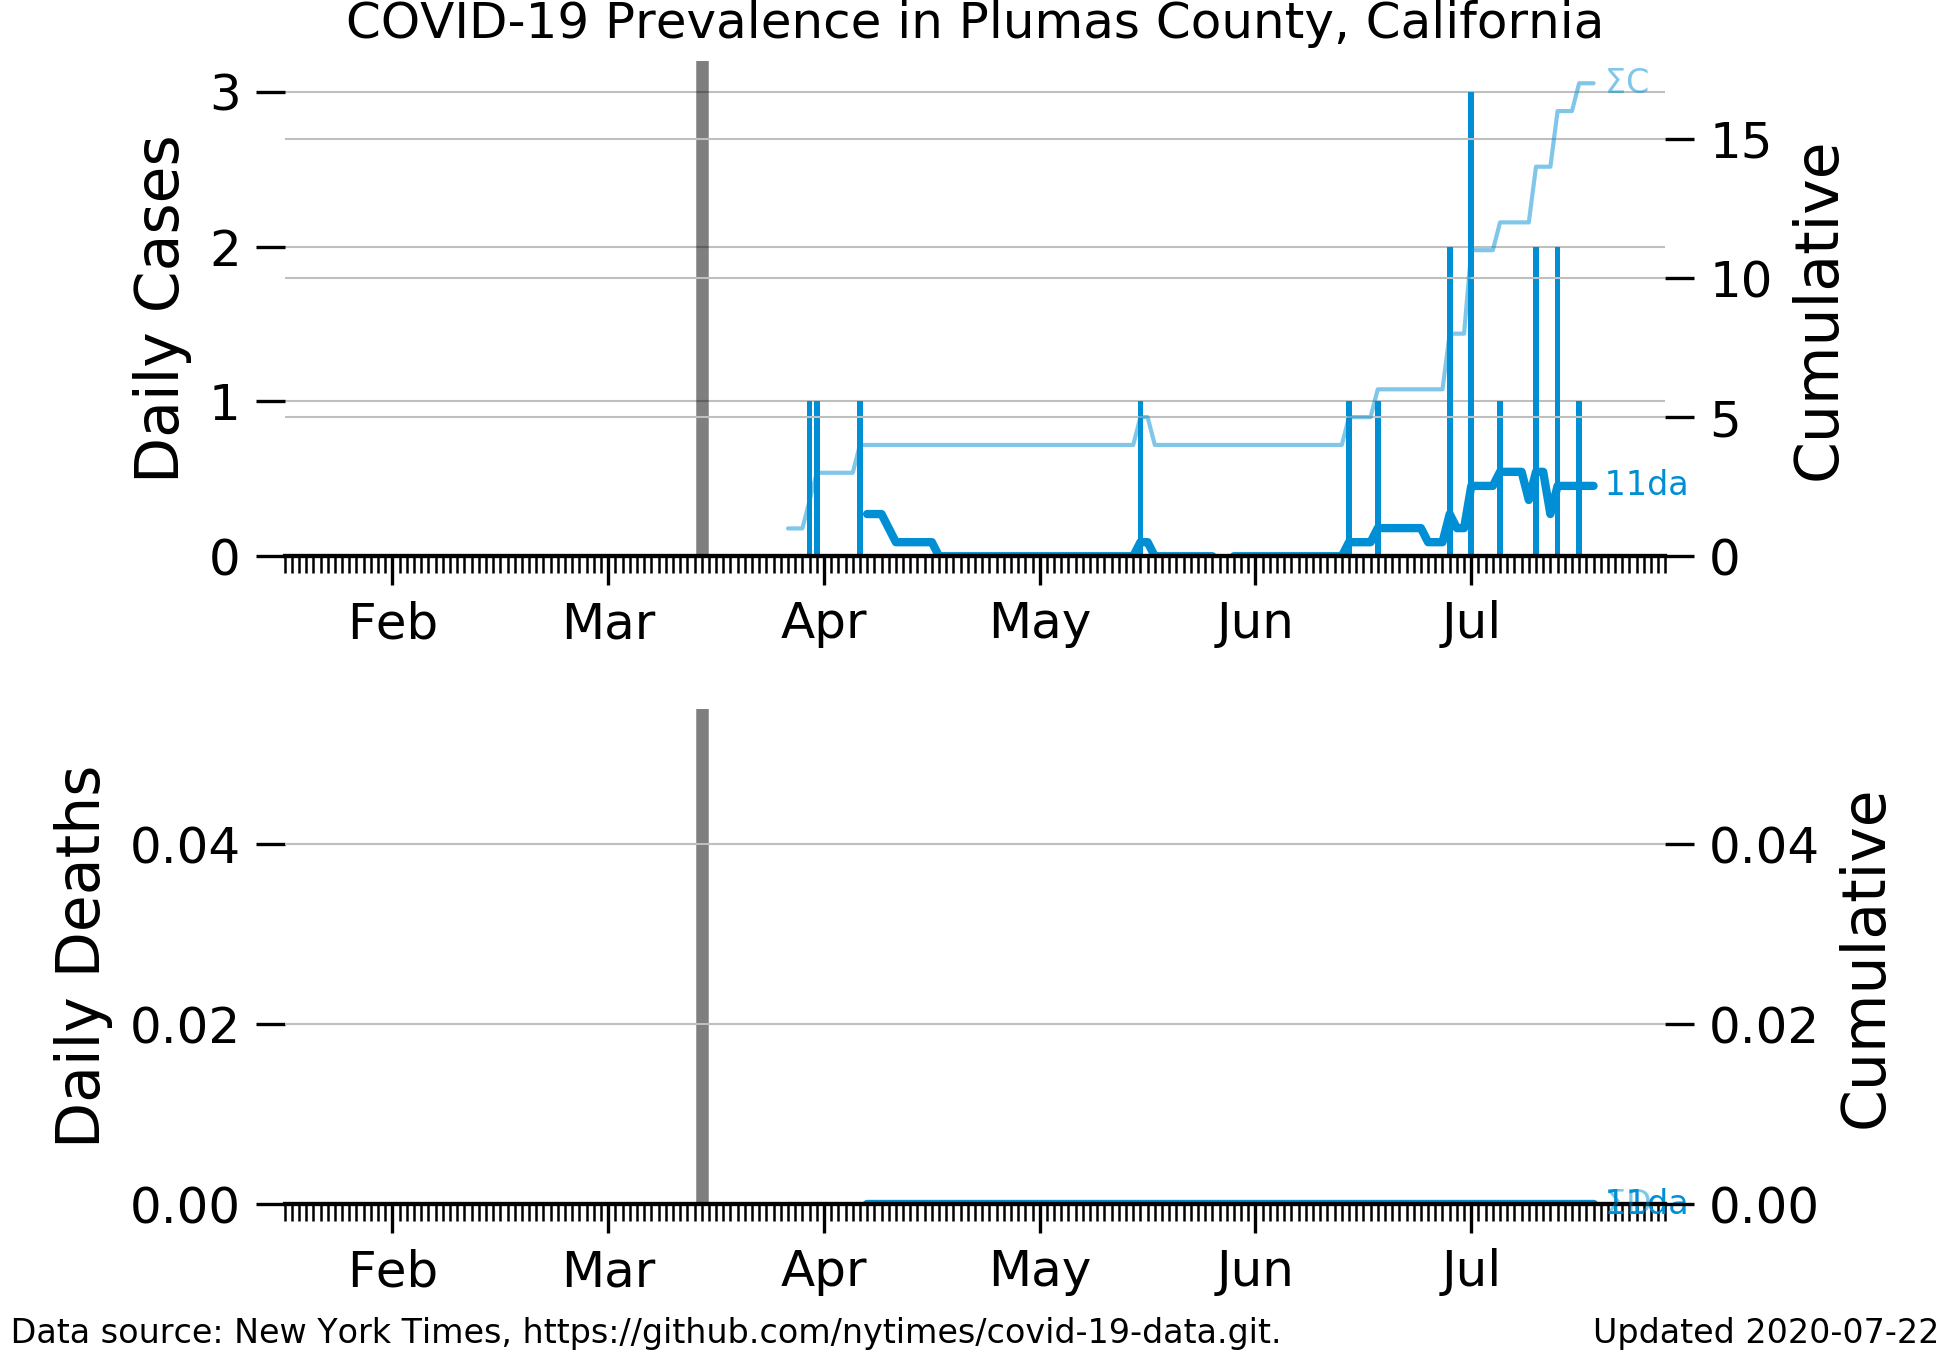 COVID-19 Prevalence in Plumas County, California
Daily Cases
3
2
1
0
ΣC
11da
15
10
5
0
Cumulative
Feb Mar Apr May Jun Jul
Daily Deaths
0.04
0.02
0.00
11da
ΣD
0.04
0.02
0.00
Cumulative
Feb Mar Apr May Jun Jul
Data source: New York Times, https://github.com/nytimes/covid-19-data.git.
Updated 2020-07-22